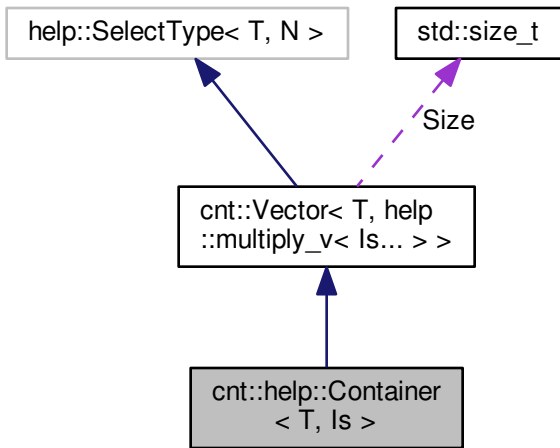 help::SelectType< T, N >
std::size_t
Size
cnt::Vector< T, help
::multiply_v< Is... > >
cnt::help::Container
< T, Is >